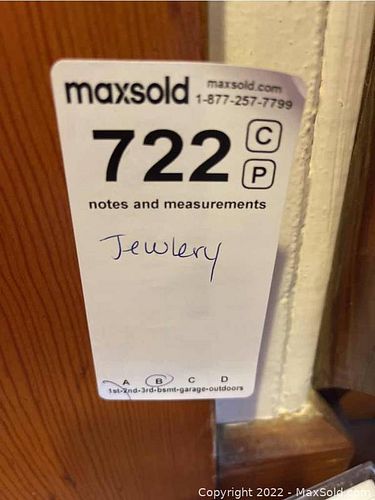 maxsold maxsold.com
1-877-257-7799
722 C
P
notes and measurements
Jewlery
A B C D
1st-2nd-3rd-bsmt-garage-outdoors
Copyright 2022 - MaxSold.com